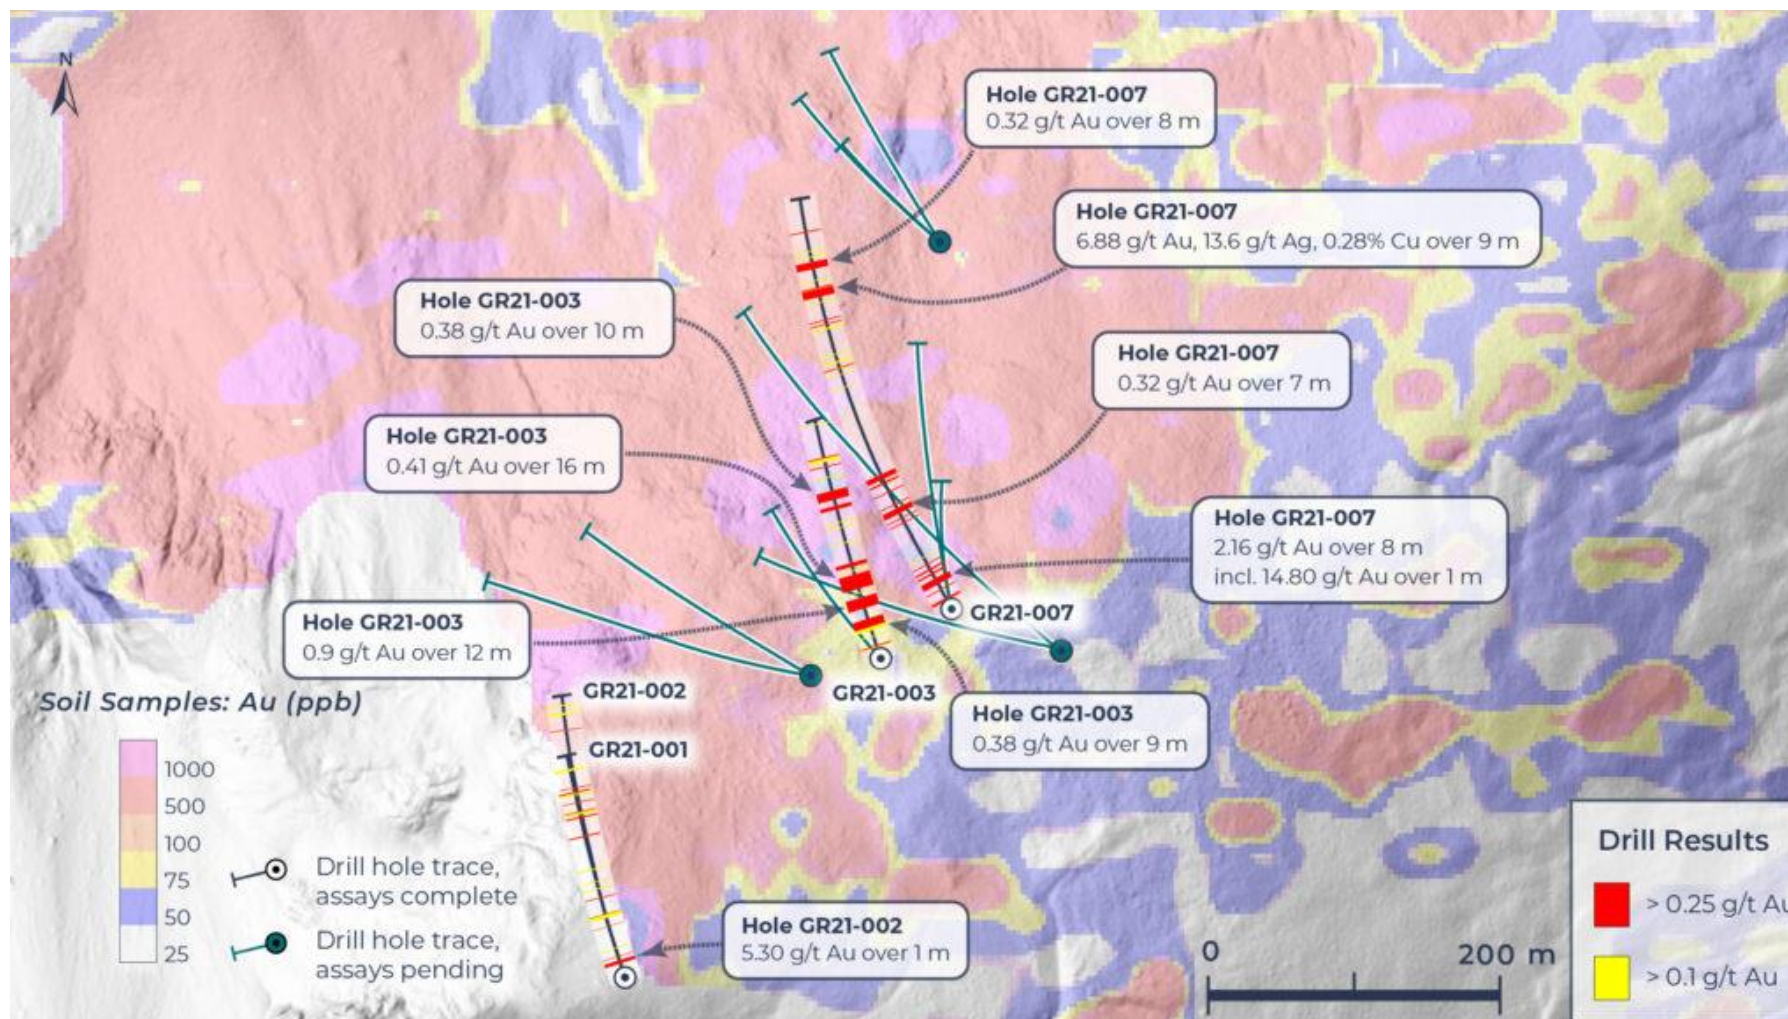 N
Hole GR21-007
0.32 g/t Au over 8 m
Hole GR21-007
6.88 g/t Au, 13.6 g/t Ag, 0.28% Cu over 9 m
Hole GR21-003
0.38 g/t Au over 10 m
Hole GR21-007
0.32 g/t Au over 7 m
Hole GR21-003
0.41 g/t Au over 16 m
Hole GR21-007
2.16 g/t Au over 8 m
incl. 14.80 g/t Au over 1 m
Hole GR21-003
0.9 g/t Au over 12 m
GR21-007
GR21-003
Hole GR21-003
0.38 g/t Au over 9 m
GR21-002
GR21-001
Soil Samples: Au (ppb)
1000
500
100
75
50
25
Drill hole trace,
assays complete
Drill hole trace,
assays pending
Hole GR21-002
5.30 g/t Au over 1 m
0 200 m
Drill Results
> 0.25 g/t Au
> 0.1 g/t Au